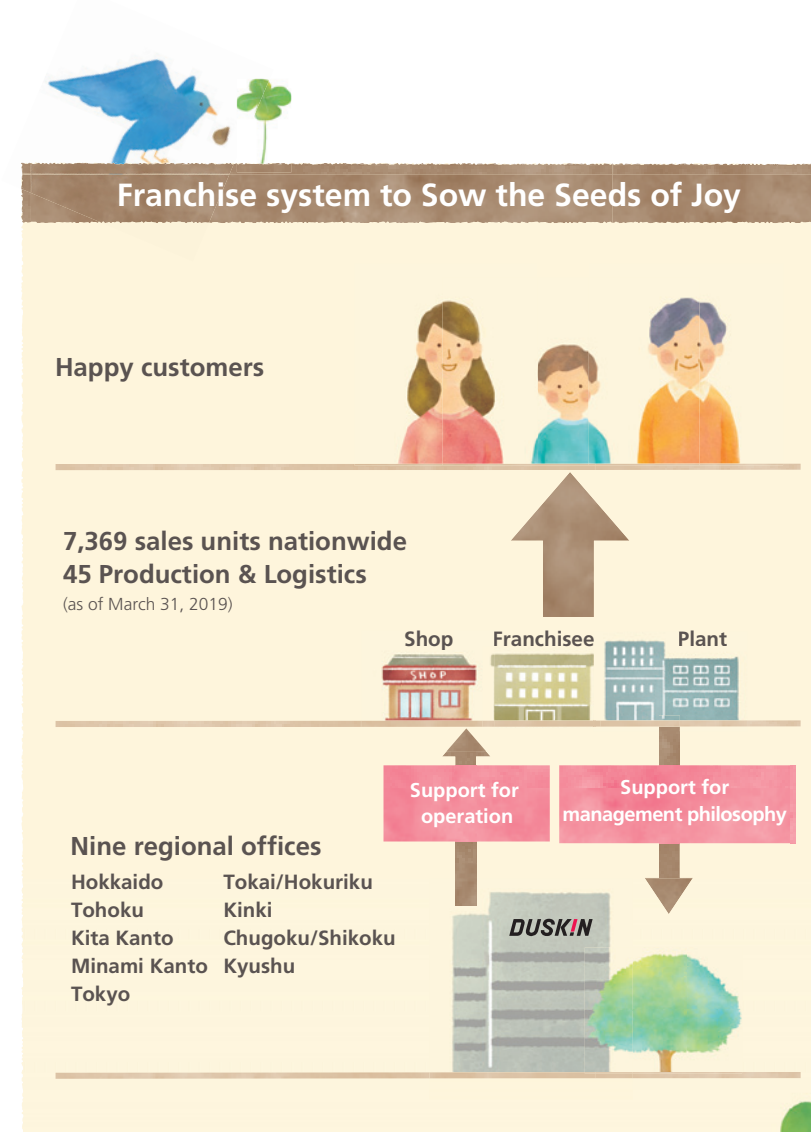 Franchise system to Sow the Seeds of Joy
Happy customers
7,369 sales units nationwide
45 Production & Logistics
(as of March 31, 2019)
Shop
Franchisee
Plant
SHOP
Support for
operation
Support for
management philosophy
Nine regional offices
Hokkaido
Tohoku
Kita Kanto
Minami Kanto
Tokyo
Tokai/Hokuriku
Kinki
Chugoku/Shikoku
Kyushu
DUSK!N